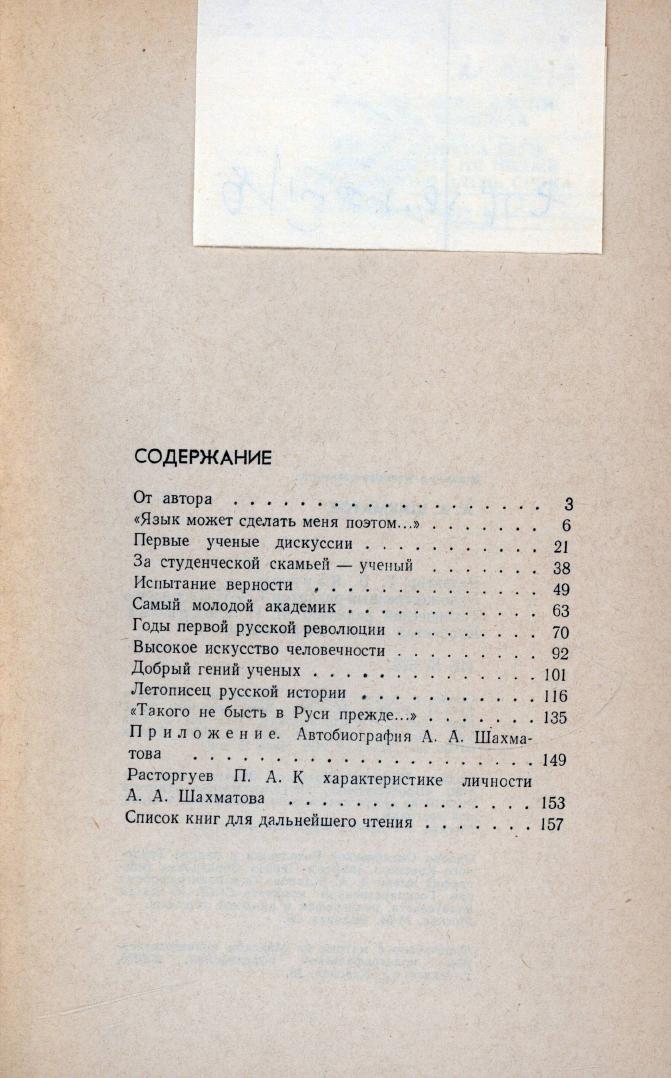 СОДЕРЖАНИЕ
От автора . . . . . . . . . . . . . . . . . . . . . . 3
«Язык может сделать меня поэтом...» . . . . . . . 6
Первые ученые дискуссии . . . . . . . . . . . 21
За студенческой скамьей — ученый . . . . . . . 38
Испытание верности . . . . . . . . . . . . . . 49
Самый молодой академик . . . . . . . . . . . . 63
Годы первой русской революции . . . . . . . . . 70
Высокое искусство человечности . . . . . . . . . 92
Добрый гений ученых . . . . . . . . . . . . . 101
Летописец русской истории . . . . . . . . . . . 116
«Такого не бысть в Руси прежде...» . . . . . . . 135
Приложение. Автобиография А. А. Шахма-
това . . . . . . . . . . . . . . . . . . . . . 149
Расторгуев П. А. К характеристике личности
А. А. Шахматова . . . . . . . . . . . . . . . 153
Список книг для дальнейшего чтения . . . . . . . 157